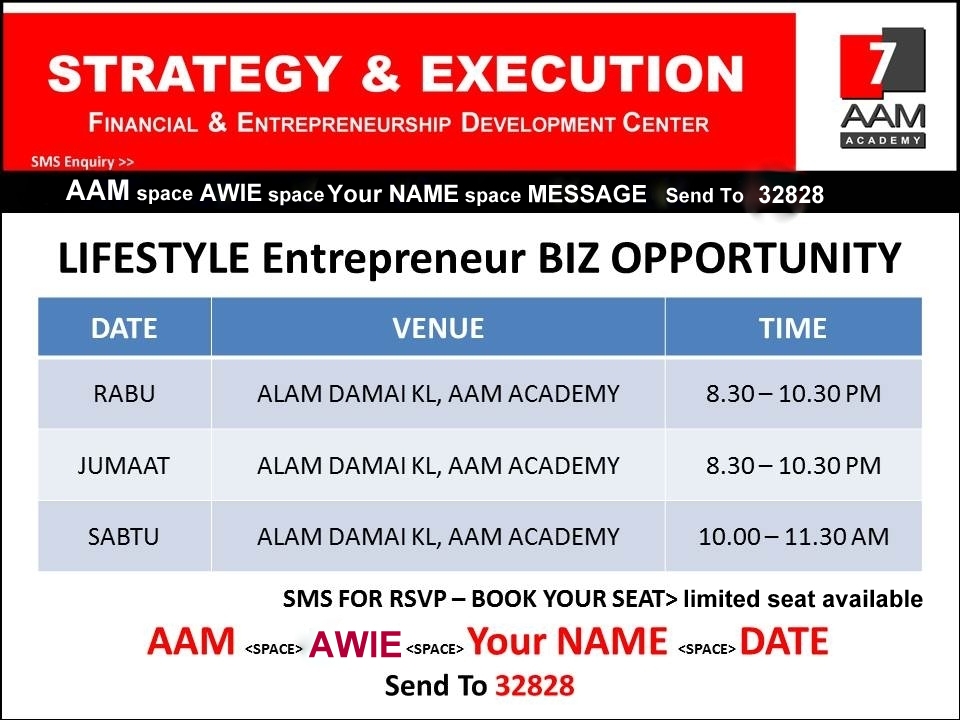 STRATEGY & EXECUTION
FINANCIAL & ENTREPRENEURSHIP DEVELOPMENT CENTER
7
AAM
ACADEMY
SMS Enquiry >>
AAM space AWIE space Your NAME space MESSAGE Send To 32828
LIFESTYLE Entrepreneur BIZ OPPORTUNITY
DATE VENUE TIME
RABU ALAM DAMAI KL, AAM ACADEMY 8.30 – 10.30 PM
JUMAAT ALAM DAMAI KL, AAM ACADEMY 8.30 – 10.30 PM
SABTU ALAM DAMAI KL, AAM ACADEMY 10.00 – 11.30 AM
SMS FOR RSVP – BOOK YOUR SEAT> limited seat available
AAM <SPACE> AWIE <SPACE> Your NAME <SPACE> DATE
Send To 32828